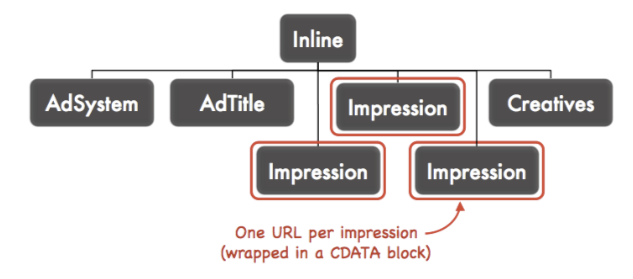 Inline
AdSystem
AdTitle
Impression
Creatives
Impression
Impression
One URL per impression
(wrapped in a CDATA block)